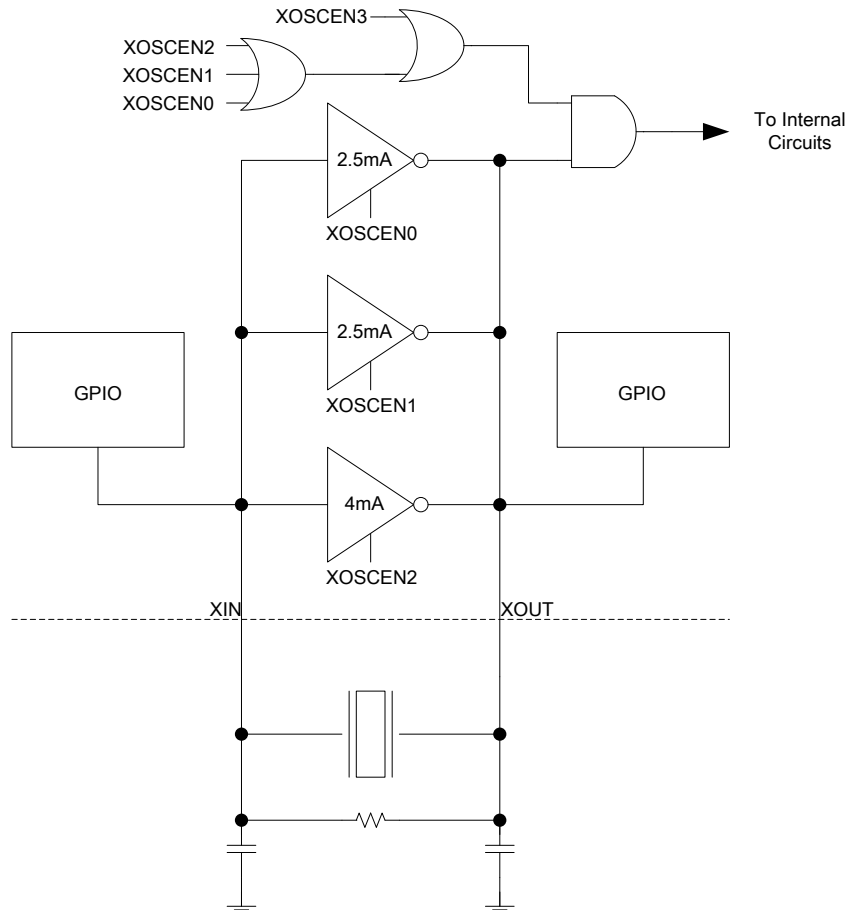 XOSCEN3
XOSCEN2
XOSCEN1
XOSCEN0
To Internal
Circuits
2.5mA
XOSCEN0
2.5mA
XOSCEN1
GPIO
GPIO
4mA
XOSCEN2
XIN
XOUT